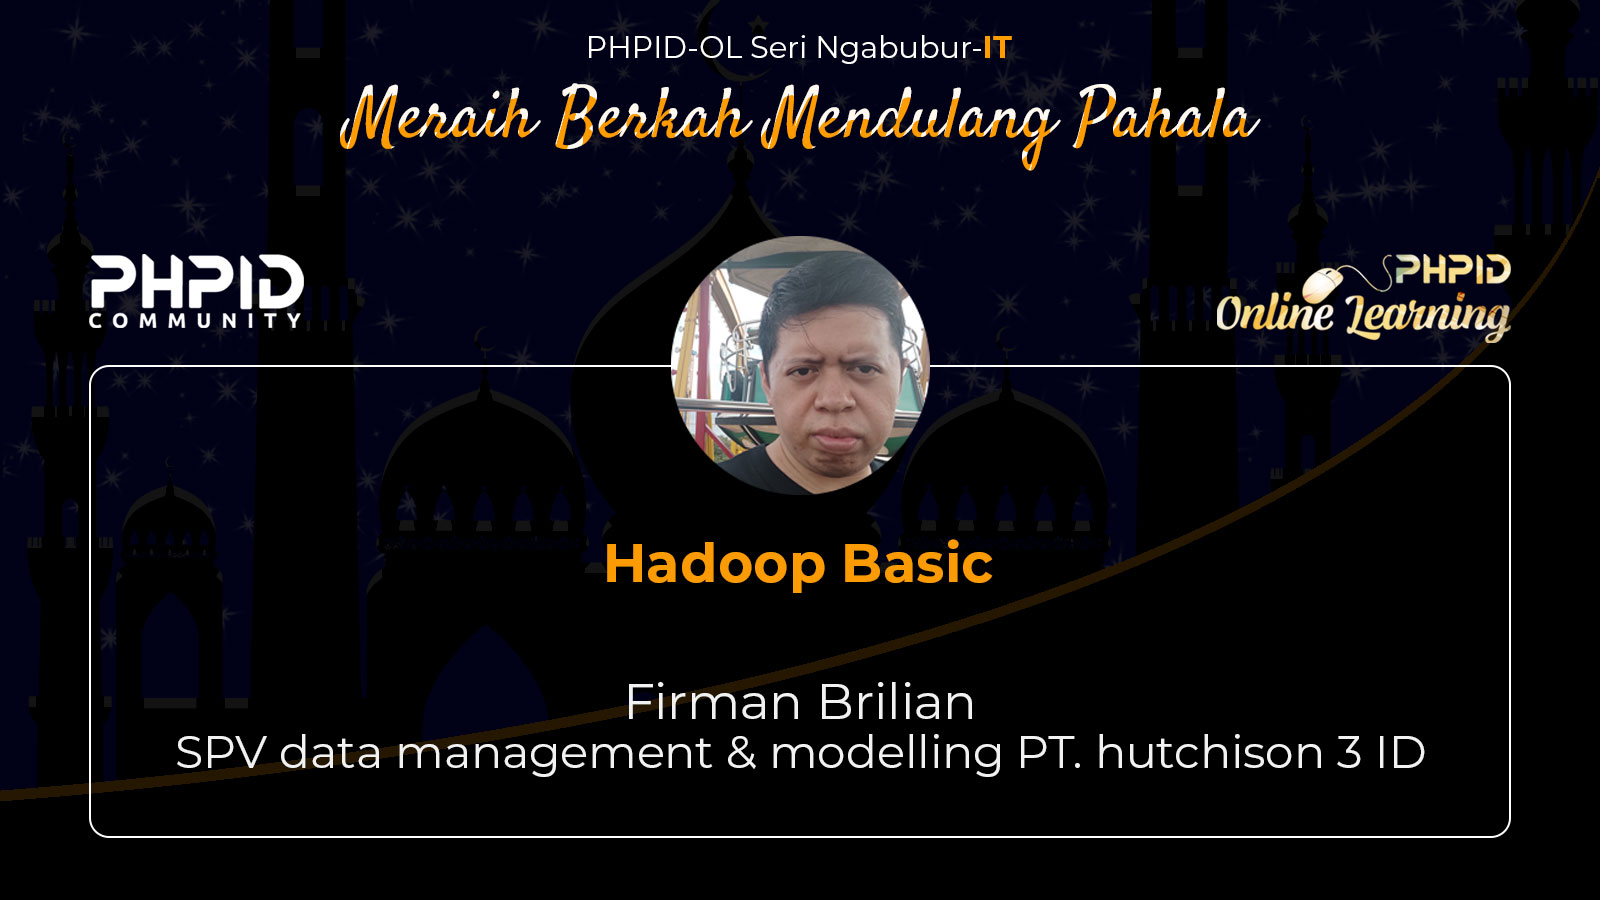 PHPID-OL Seri Ngabubur-IT
Meraih Berkah Mendulang Pahala
PHPID
COMMUNITY
PHPID
Online Learning
Hadoop Basic
Firman Brilian
SPV data management & modelling PT. hutchison 3 ID